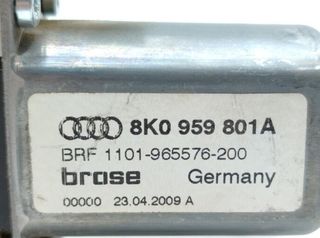 8K0 959 801A
BRF 1101-965576-200
brose Germany
00000 23.04.2009 A